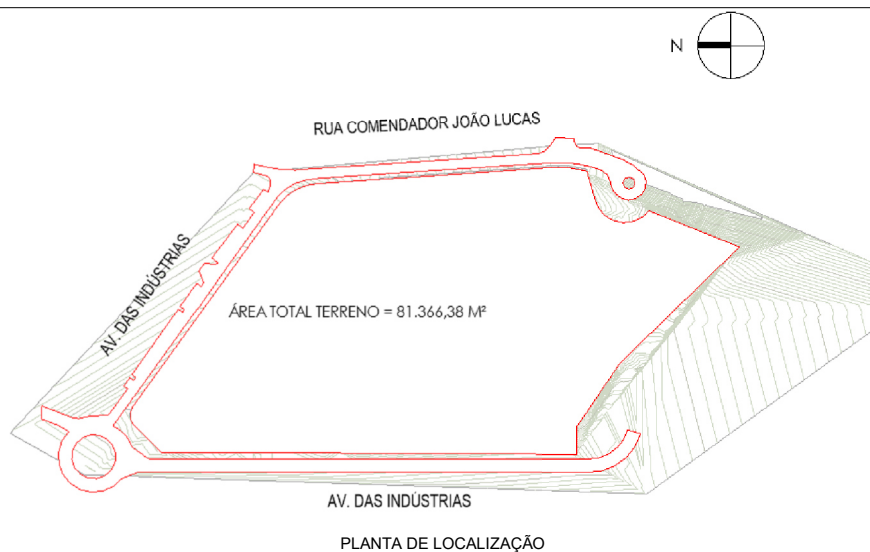 N
RUA COMENDADOR JOÃO LUCAS
AV. DAS INDÚSTRIAS
ÁREA TOTAL TERRENO = 81.366,38 M²
AV. DAS INDÚSTRIAS
PLANTA DE LOCALIZAÇÃO